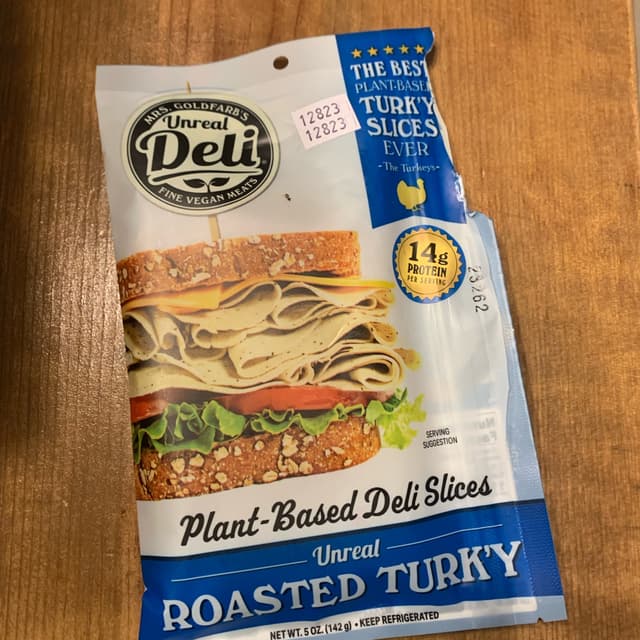 MRS. GOLDFARB'S
Unreal
Deli
FINE VEGAN MEATS
12823
12823
THE BEST
PLANT-BASED
TURK'Y
SLICES
EVER
-The Turkeys-
14g
PROTEIN
PER SERVING
23262
SERVING
SUGGESTION
Plant-Based Deli Slices
Unreal
ROASTED TURK'Y
NET WT. 5 OZ. (142 g) • KEEP REFRIGERATED